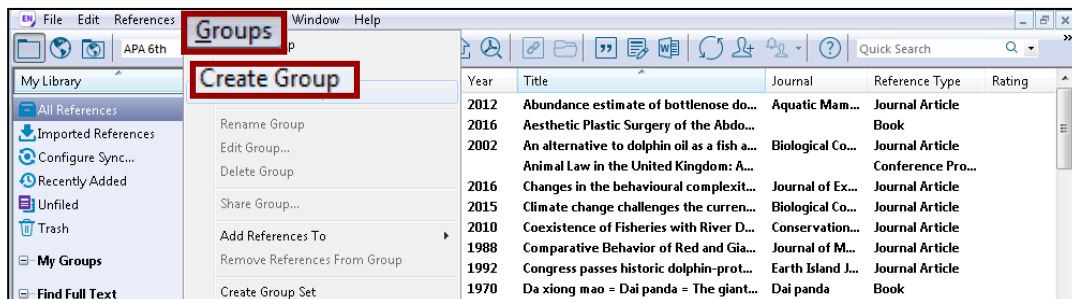 EN File Edit References Groups Window Help
APA 6th Quick Search
My Library Year Title Journal Reference Type Rating
Create Group
All References
Imported References
Configure Sync...
Recently Added
Unfiled
Trash
My Groups
Find Full Text
Rename Group
Edit Group...
Delete Group
Share Group...
Add References To
Remove References From Group
Create Group Set
2012 Abundance estimate of bottlenose do... Aquatic Mam... Journal Article
2016 Aesthetic Plastic Surgery of the Abdo... Book
2002 An alternative to dolphin oil as a fish a... Biological Co... Journal Article
Animal Law in the United Kingdom: A... Conference Pro...
2016 Changes in the behavioural complexit... Journal of Ex... Journal Article
2015 Climate change challenges the curren... Biological Co... Journal Article
2010 Coexistence of Fisheries with River D... Conservation... Journal Article
1988 Comparative Behavior of Red and Gia... Journal of M... Journal Article
1992 Congress passes historic dolphin-prot... Earth Island J... Journal Article
1970 Da xiong mao = Dai panda = The giant... Dai panda Book